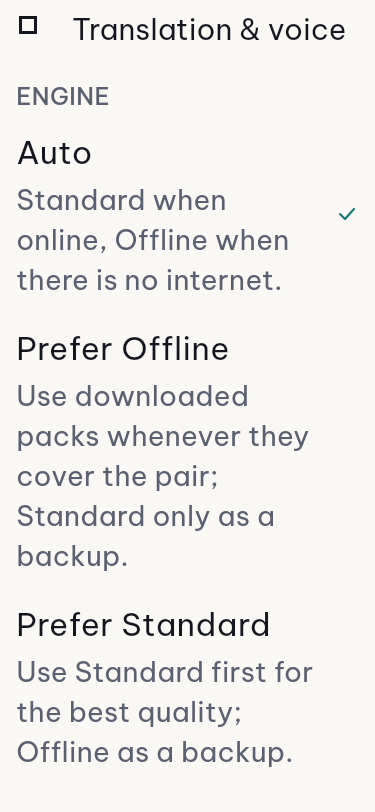 Translation & voice
ENGINE
Auto
Standard when
online, Offline when
there is no internet.
Prefer Offline
Use downloaded
packs whenever they
cover the pair;
Standard only as a
backup.
Prefer Standard
Use Standard first for
the best quality;
Offline as a backup.